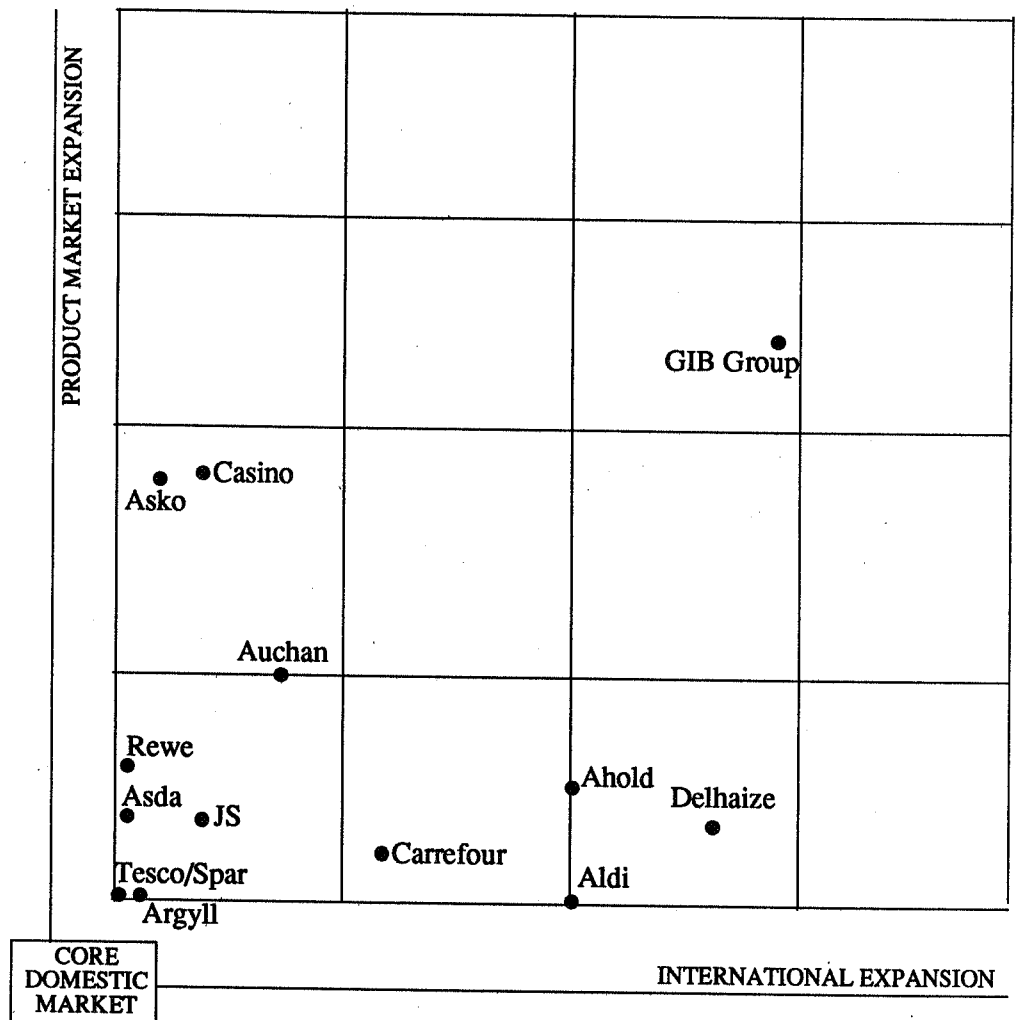 PRODUCT MARKET EXPANSION
GIB Group
Casino
Asko
Auchan
Rewe
Ahold
Asda
Delhaize
JS
Carrefour
Tesco/Spar
Aldi
Argyll
CORE
DOMESTIC
MARKET
INTERNATIONAL EXPANSION